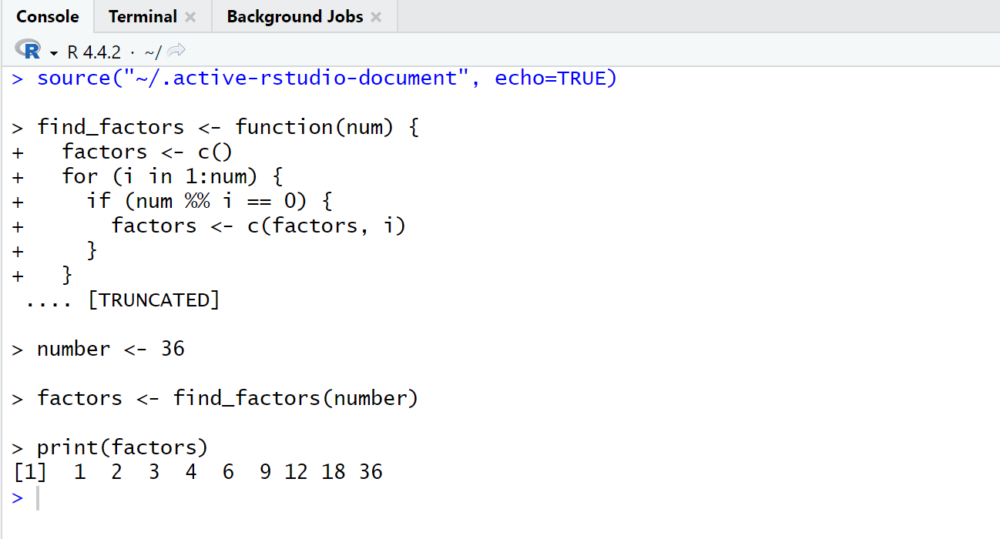 Console Terminal Background Jobs
R R 4.4.2 · ~/
> source("~/.active-rstudio-document", echo=TRUE)
> find_factors <- function(num) {
+   factors <- c()
+   for (i in 1:num) {
+     if (num %% i == 0) {
+       factors <- c(factors, i)
+     }
+   }
 .... [TRUNCATED]
> number <- 36
> factors <- find_factors(number)
> print(factors)
[1]  1  2  3  4  6  9 12 18 36
>